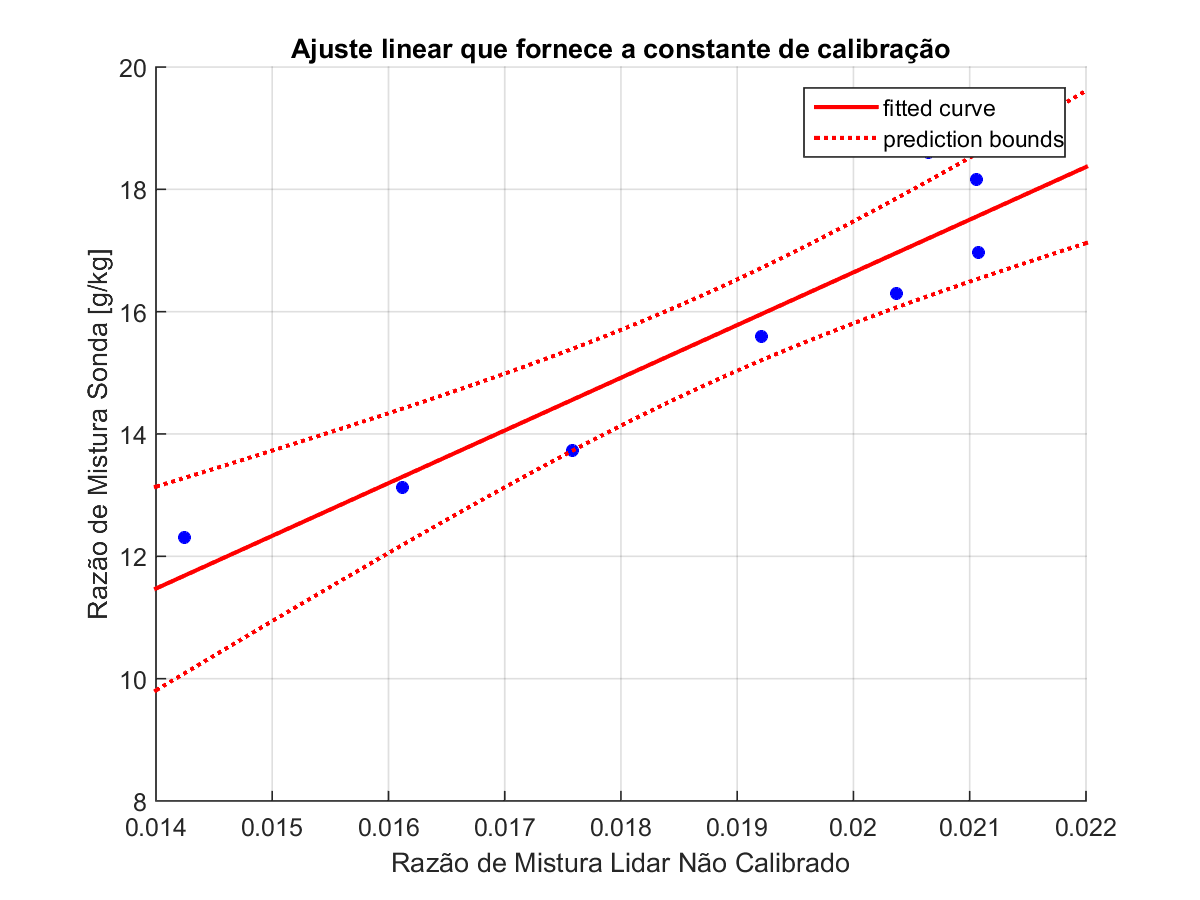 Ajuste linear que fornece a constante de calibração
20
18
16
14
12
10
8
fitted curve
prediction bounds
Razão de Mistura Sonda [g/kg]
0.014 0.015 0.016 0.017 0.018 0.019 0.02 0.021 0.022
Razão de Mistura Lidar Não Calibrado